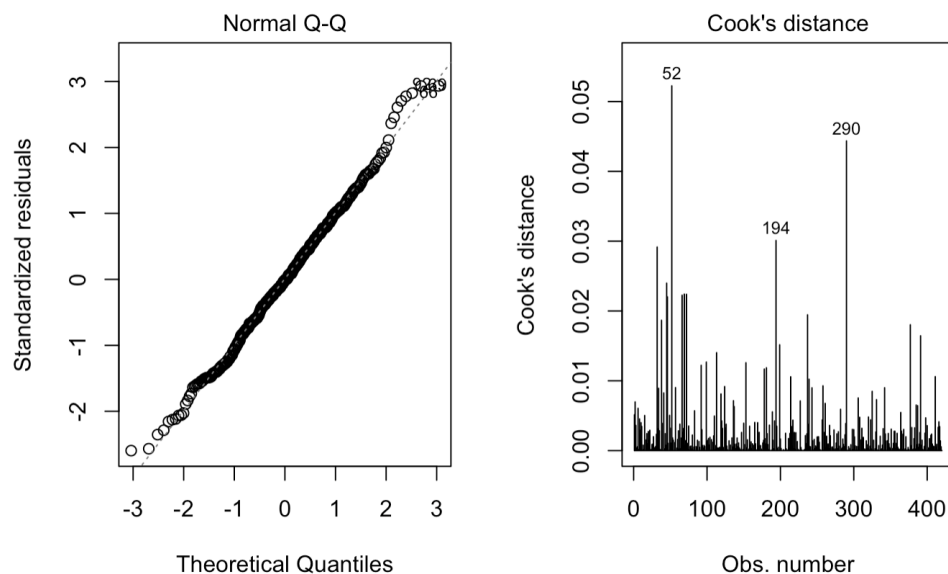 Normal Q-Q
Standardized residuals
3
2
1
0
-1
-2
-3 -2 -1 0 1 2 3
Theoretical Quantiles
Cook's distance
Cook's distance
0.05
0.04
0.03
0.02
0.01
0.00
52
290
194
0 100 200 300 400
Obs. number